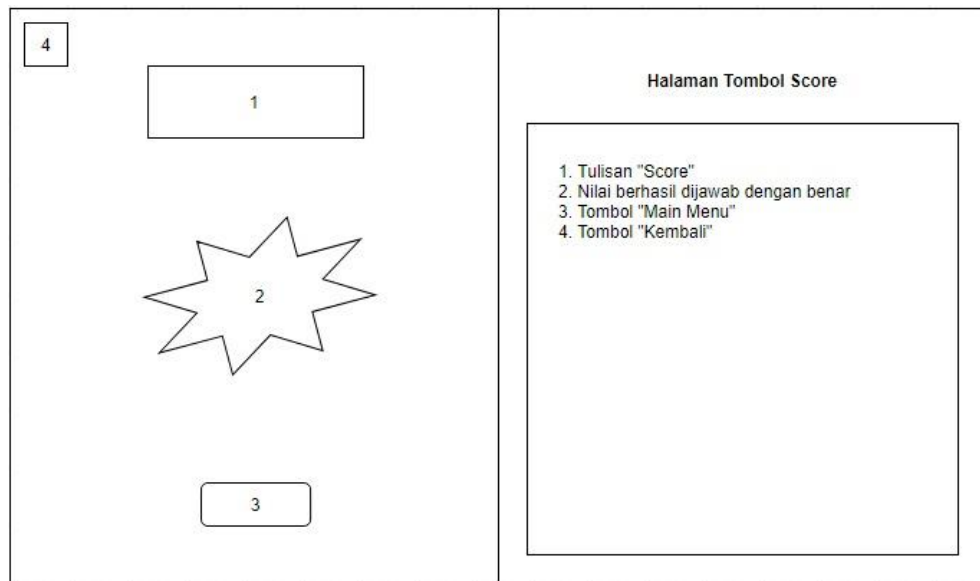 4
1
2
3
Halaman Tombol Score
1. Tulisan "Score"
2. Nilai berhasil dijawab dengan benar
3. Tombol "Main Menu"
4. Tombol "Kembali"